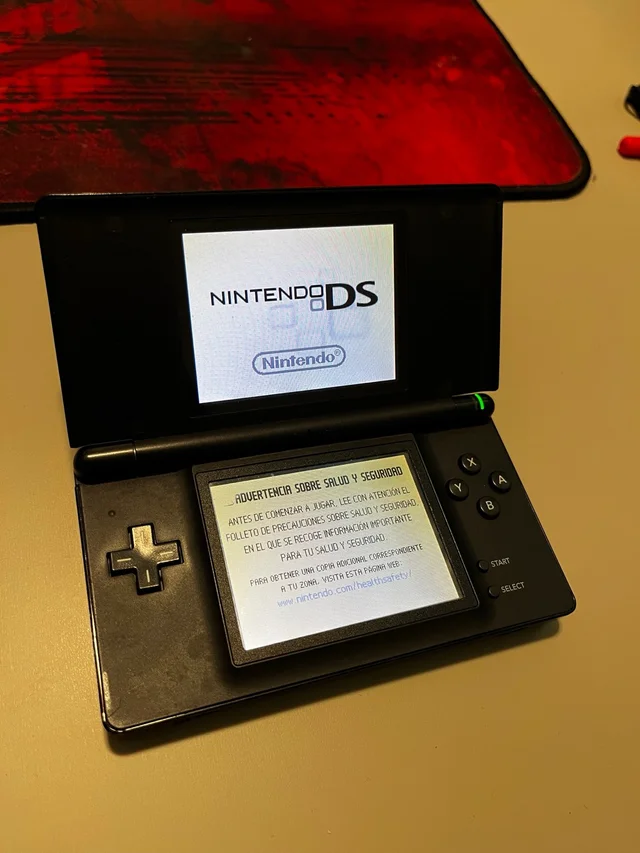 NINTENDO DS
Nintendo®
ADVERTENCIA SOBRE SALUD Y SEGURIDAD
ANTES DE COMENZAR A JUGAR, LEE CON ATENCIÓN EL
FOLLETO DE PRECAUCIONES SOBRE SALUD Y SEGURIDAD,
EN EL QUE SE RECOGE INFORMACIÓN IMPORTANTE
PARA TU SALUD Y SEGURIDAD.
PARA OBTENER UNA COPIA ADICIONAL CORRESPONDIENTE
A TU ZONA, VISITA ESTA PÁGINA WEB:
www.nintendo.com/healthsafety/
X
Y
A
B
START
SELECT